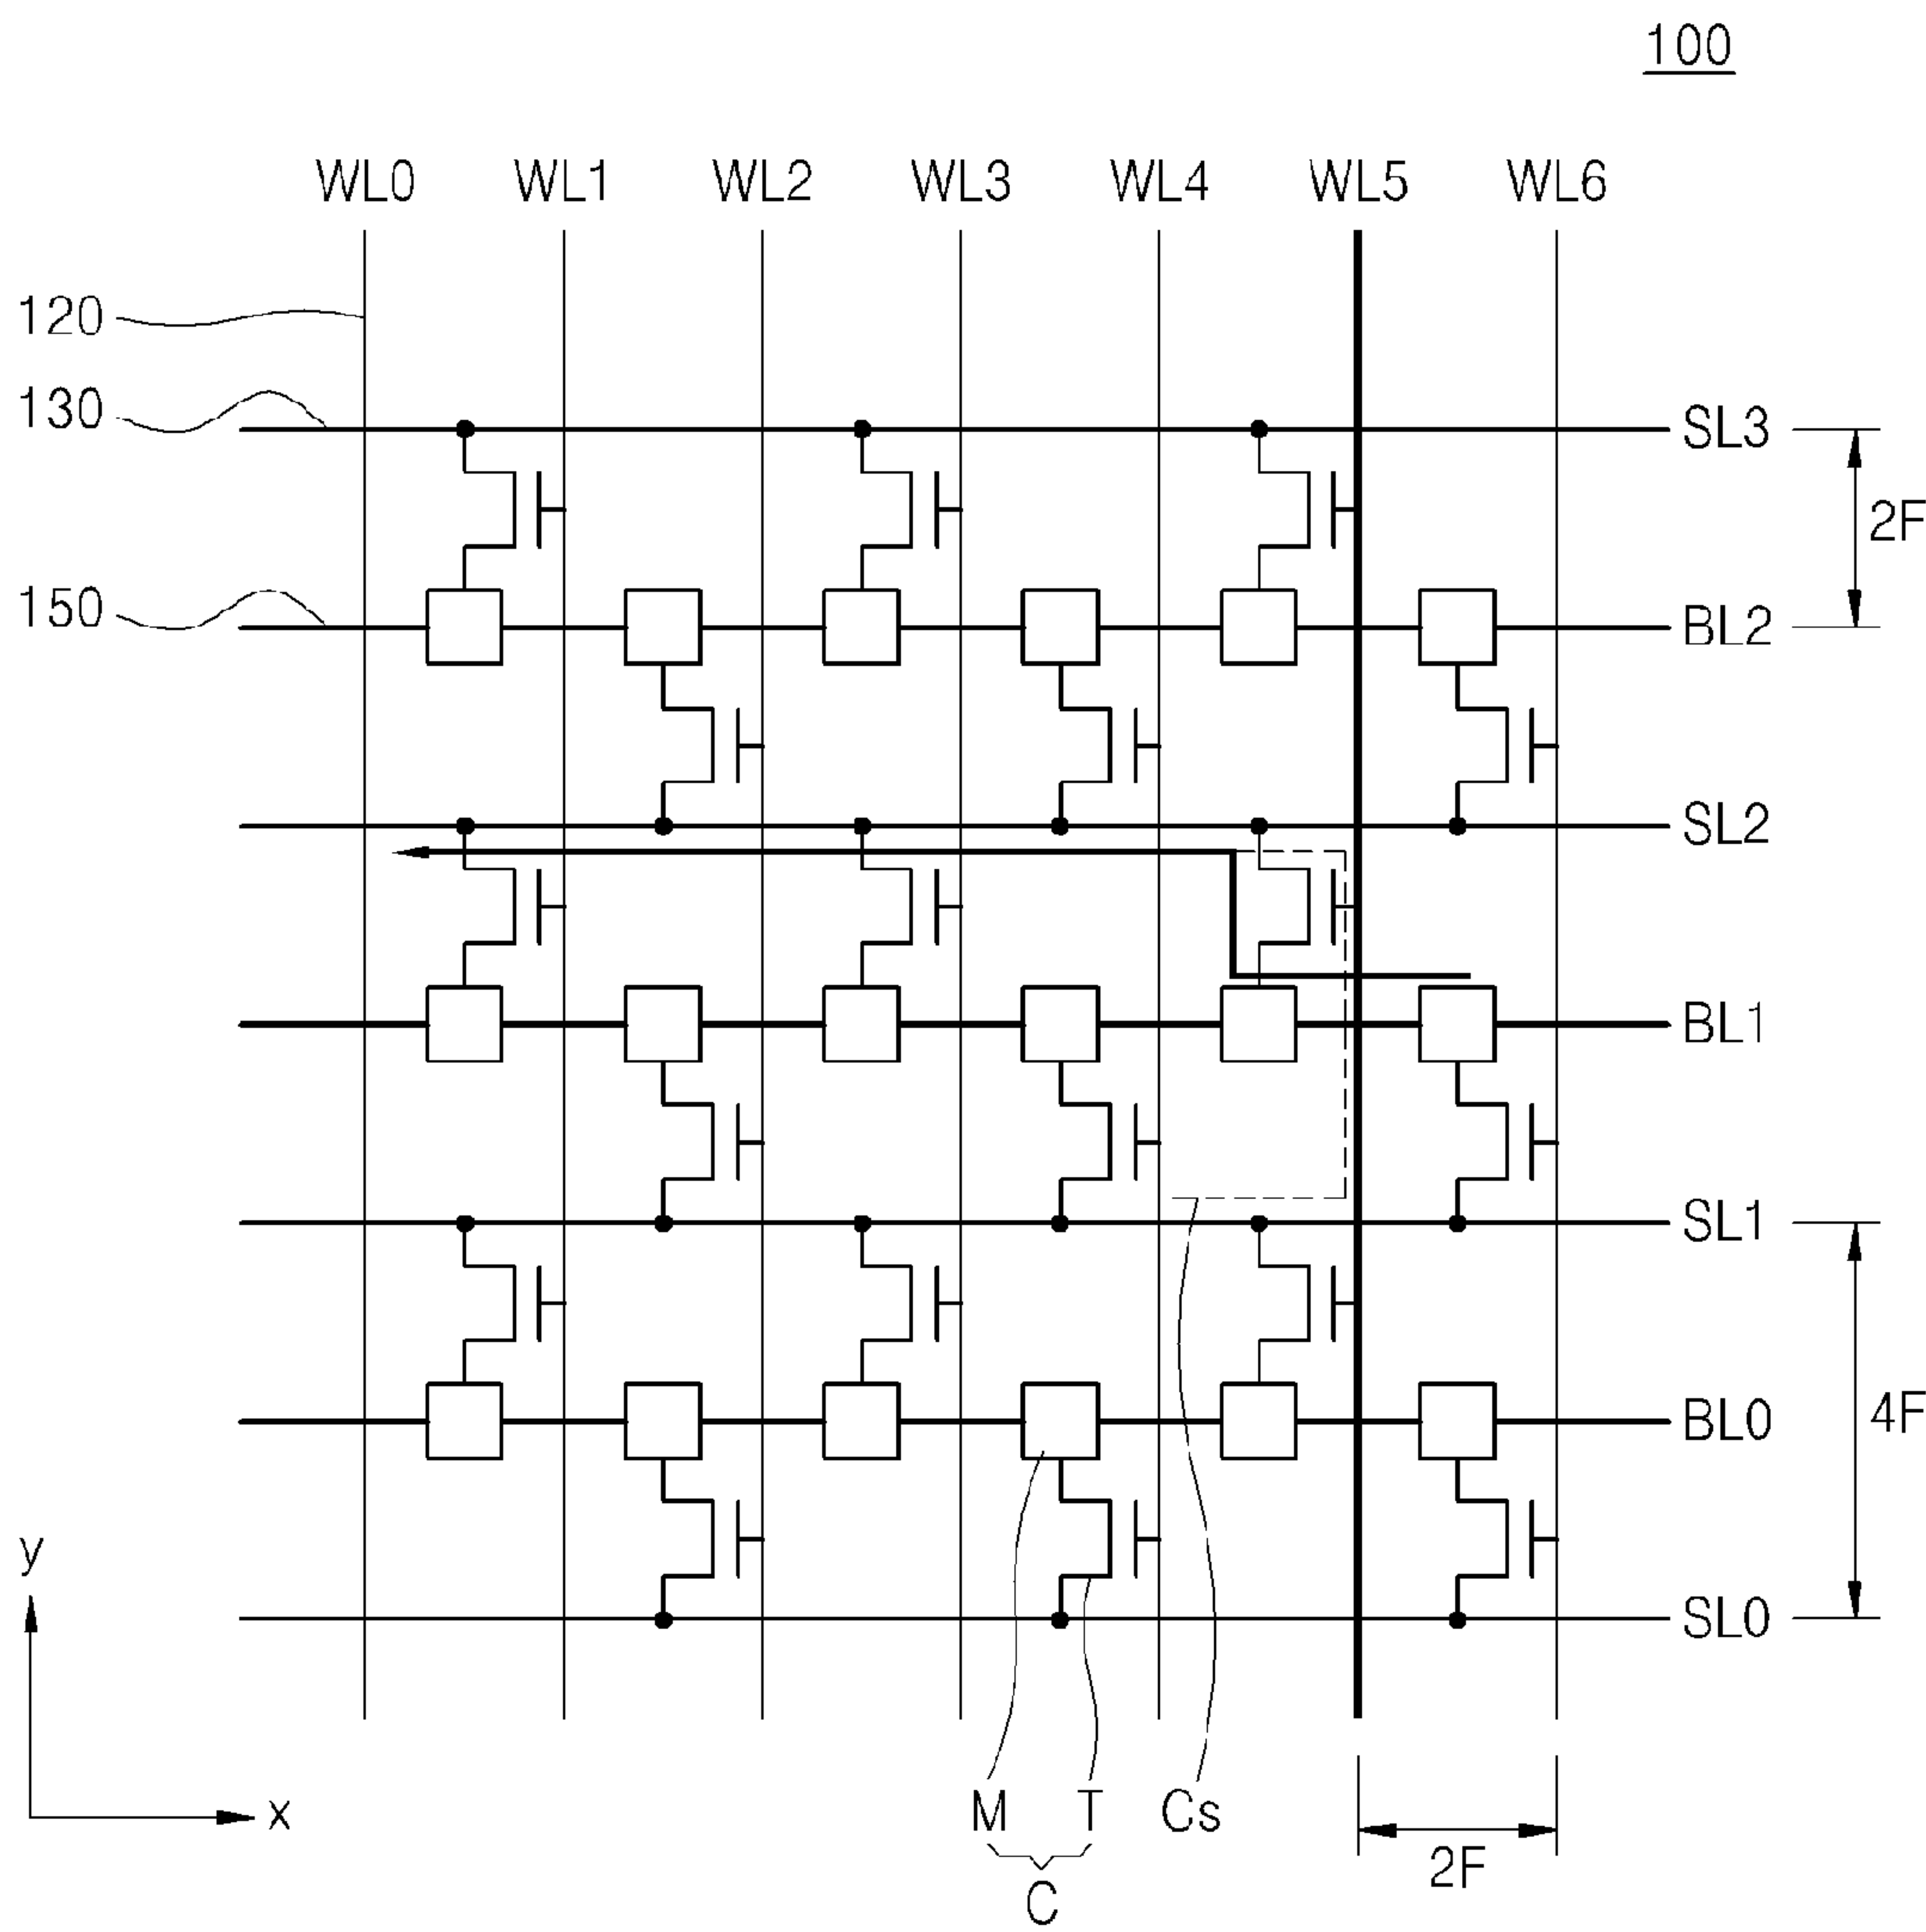 100
WL0 WL1 WL2 WL3 WL4 WL5 WL6
120
130
SL3
2F
150
BL2
SL2
BL1
SL1
BL0
4F
y
SL0
x
M T Cs
2F
C